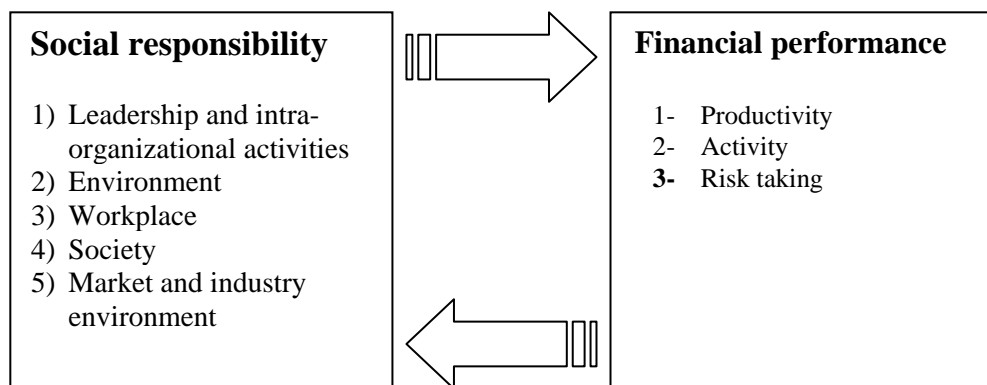 Social responsibility
1) Leadership and intra-
organizational activities
2) Environment
3) Workplace
4) Society
5) Market and industry
environment
Financial performance
1- Productivity
2- Activity
3- Risk taking